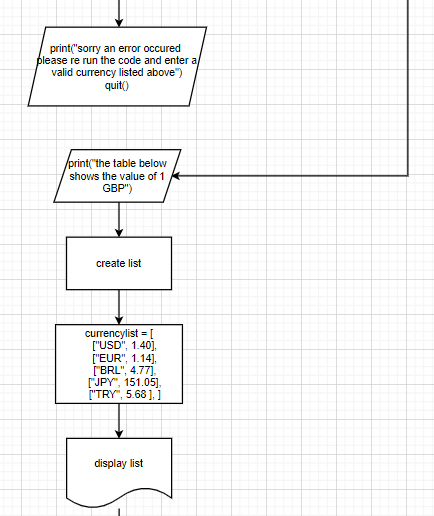 print("sorry an error occured
please re run the code and enter a
valid currency listed above")
quit()
print("the table below
shows the value of 1
GBP")
create list
currencylist = [
["USD", 1.40],
["EUR", 1.14],
["BRL", 4.77],
["JPY", 151.05],
["TRY", 5.68 ], ]
display list